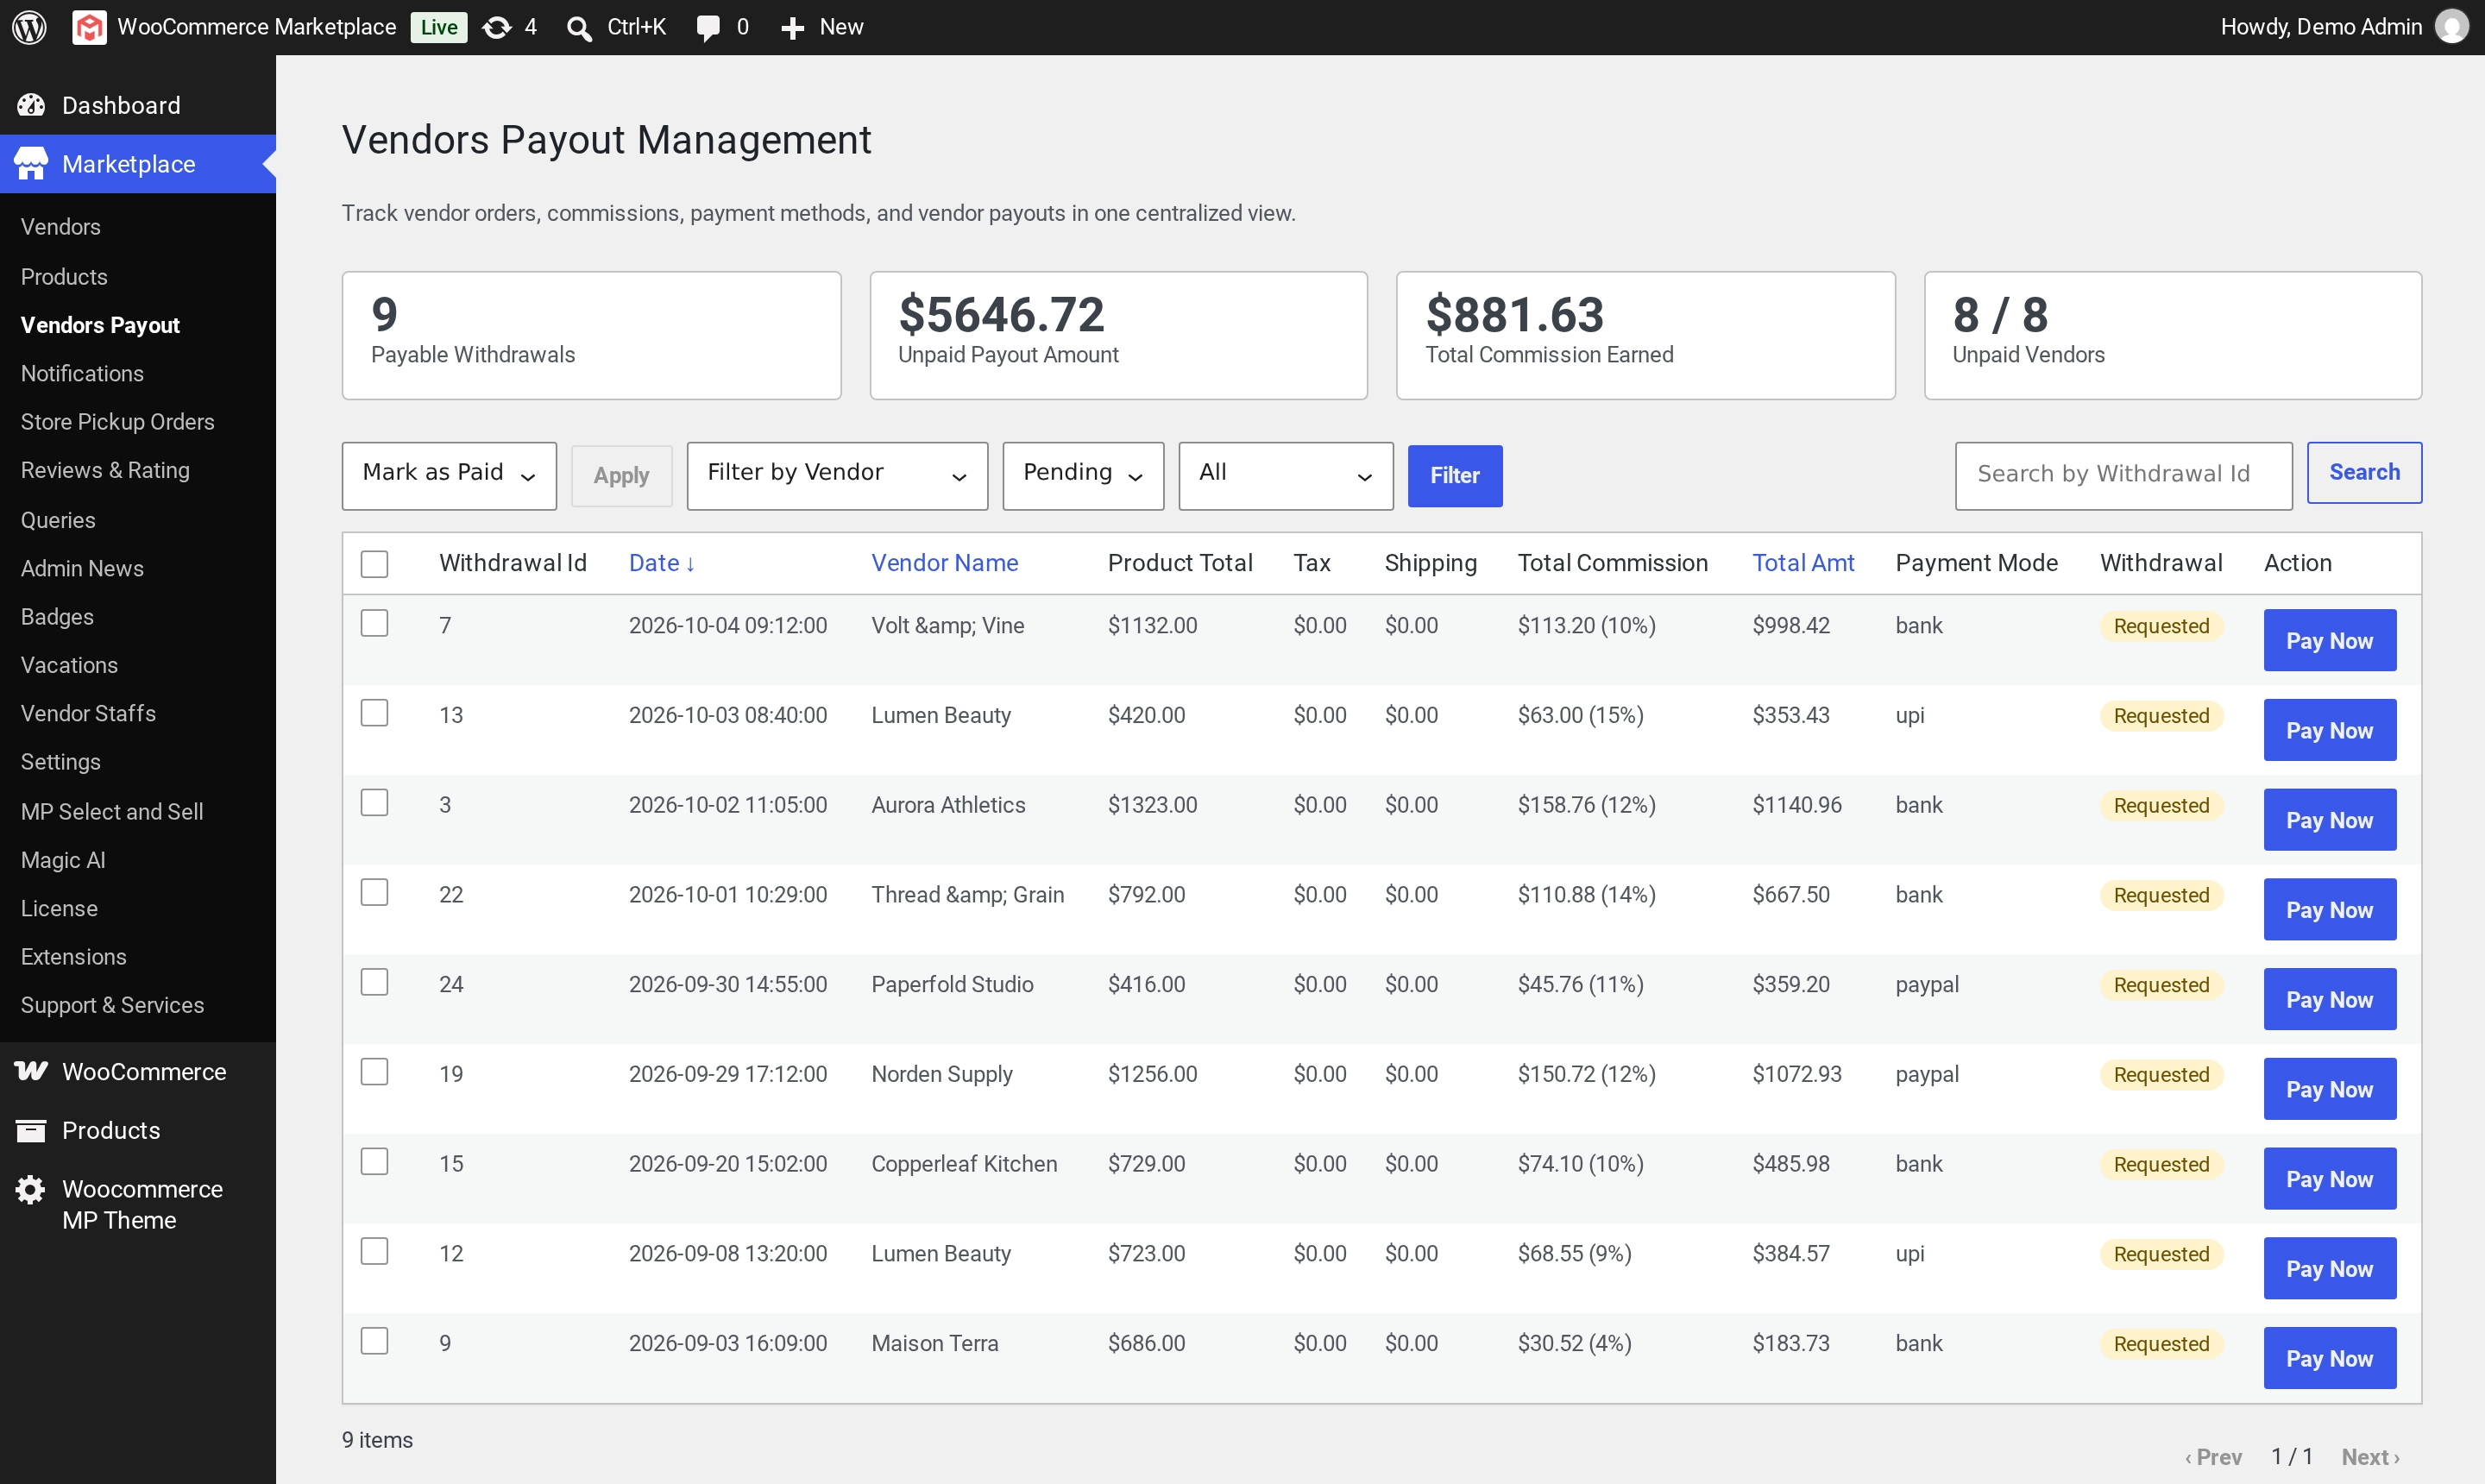 WooCommerce Marketplace Live 4 Ctrl+K 0 New Howdy, Demo Admin
Dashboard
Marketplace
Vendors
Products
Vendors Payout
Notifications
Store Pickup Orders
Reviews & Rating
Queries
Admin News
Badges
Vacations
Vendor Staffs
Settings
MP Select and Sell
Magic AI
License
Extensions
Support & Services
WooCommerce
Products
Woocommerce
MP Theme
Vendors Payout Management
Track vendor orders, commissions, payment methods, and vendor payouts in one centralized view.
9
Payable Withdrawals
$5646.72
Unpaid Payout Amount
$881.63
Total Commission Earned
8 / 8
Unpaid Vendors
Mark as Paid Apply Filter by Vendor Pending All Filter Search by Withdrawal Id Search
Withdrawal Id Date ↓ Vendor Name Product Total Tax Shipping Total Commission Total Amt Payment Mode Withdrawal Action
7 2026-10-04 09:12:00 Volt &amp; Vine $1132.00 $0.00 $0.00 $113.20 (10%) $998.42 bank Requested Pay Now
13 2026-10-03 08:40:00 Lumen Beauty $420.00 $0.00 $0.00 $63.00 (15%) $353.43 upi Requested Pay Now
3 2026-10-02 11:05:00 Aurora Athletics $1323.00 $0.00 $0.00 $158.76 (12%) $1140.96 bank Requested Pay Now
22 2026-10-01 10:29:00 Thread &amp; Grain $792.00 $0.00 $0.00 $110.88 (14%) $667.50 bank Requested Pay Now
24 2026-09-30 14:55:00 Paperfold Studio $416.00 $0.00 $0.00 $45.76 (11%) $359.20 paypal Requested Pay Now
19 2026-09-29 17:12:00 Norden Supply $1256.00 $0.00 $0.00 $150.72 (12%) $1072.93 paypal Requested Pay Now
15 2026-09-20 15:02:00 Copperleaf Kitchen $729.00 $0.00 $0.00 $74.10 (10%) $485.98 bank Requested Pay Now
12 2026-09-08 13:20:00 Lumen Beauty $723.00 $0.00 $0.00 $68.55 (9%) $384.57 upi Requested Pay Now
9 2026-09-03 16:09:00 Maison Terra $686.00 $0.00 $0.00 $30.52 (4%) $183.73 bank Requested Pay Now
9 items
‹ Prev 1 / 1 Next ›